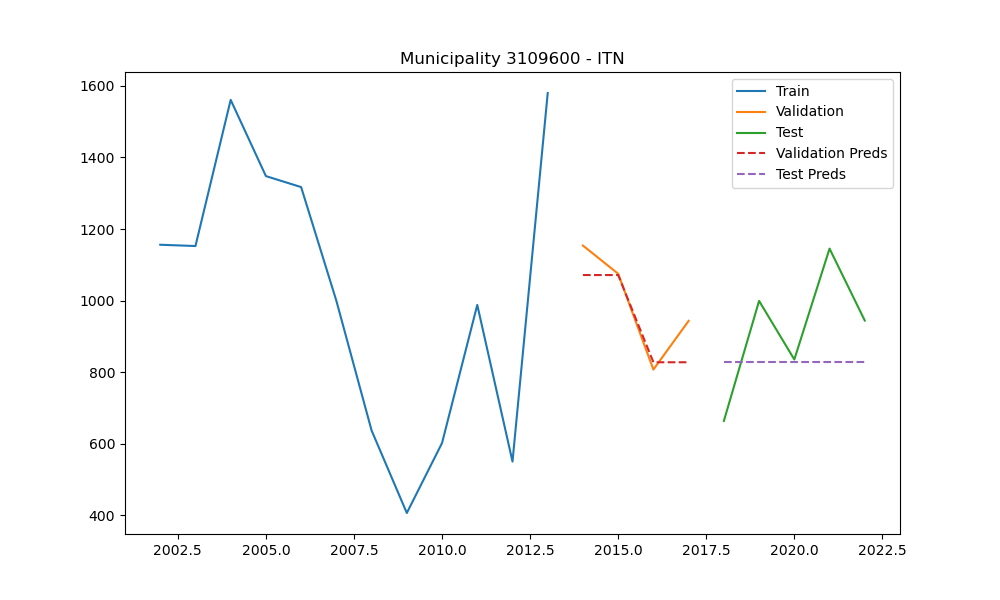 Municipality 3109600 - ITN
Train
Validation
Test
Validation Preds
Test Preds
1600
1400
1200
1000
800
600
400
2002.5 2005.0 2007.5 2010.0 2012.5 2015.0 2017.5 2020.0 2022.5